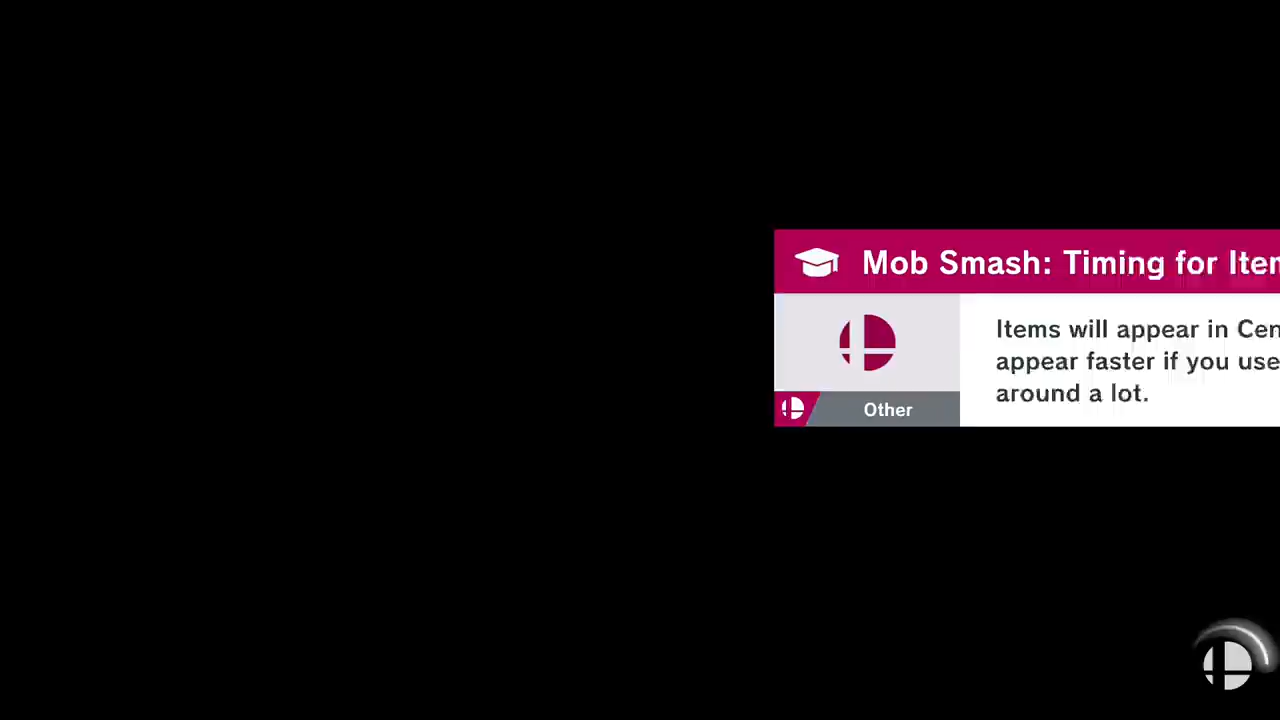 Mob Smash: Timing for
Items will appear in
appear faster if you use
around a lot.
Other